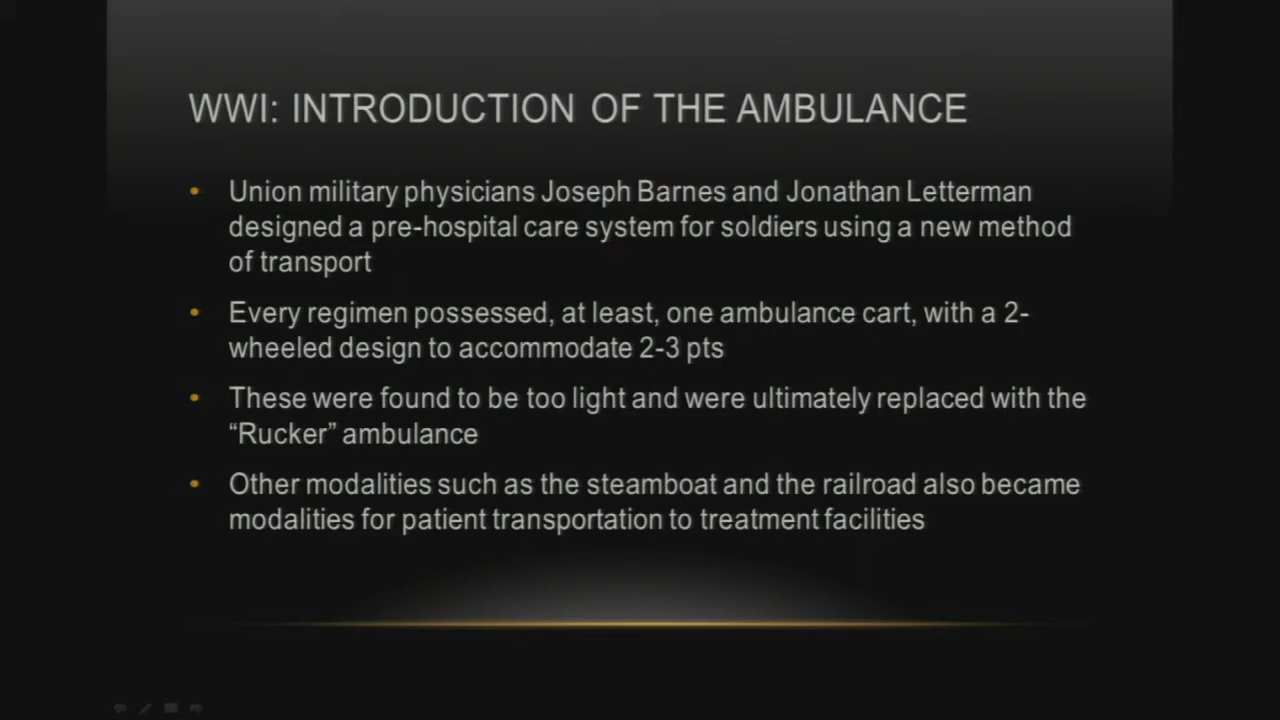 WWI: INTRODUCTION OF THE AMBULANCE
• Union military physicians Joseph Barnes and Jonathan Letterman
designed a pre-hospital care system for soldiers using a new method
of transport
• Every regimen possessed, at least, one ambulance cart, with a 2-
wheeled design to accommodate 2-3 pts
• These were found to be too light and were ultimately replaced with the
“Rucker” ambulance
• Other modalities such as the steamboat and the railroad also became
modalities for patient transportation to treatment facilities